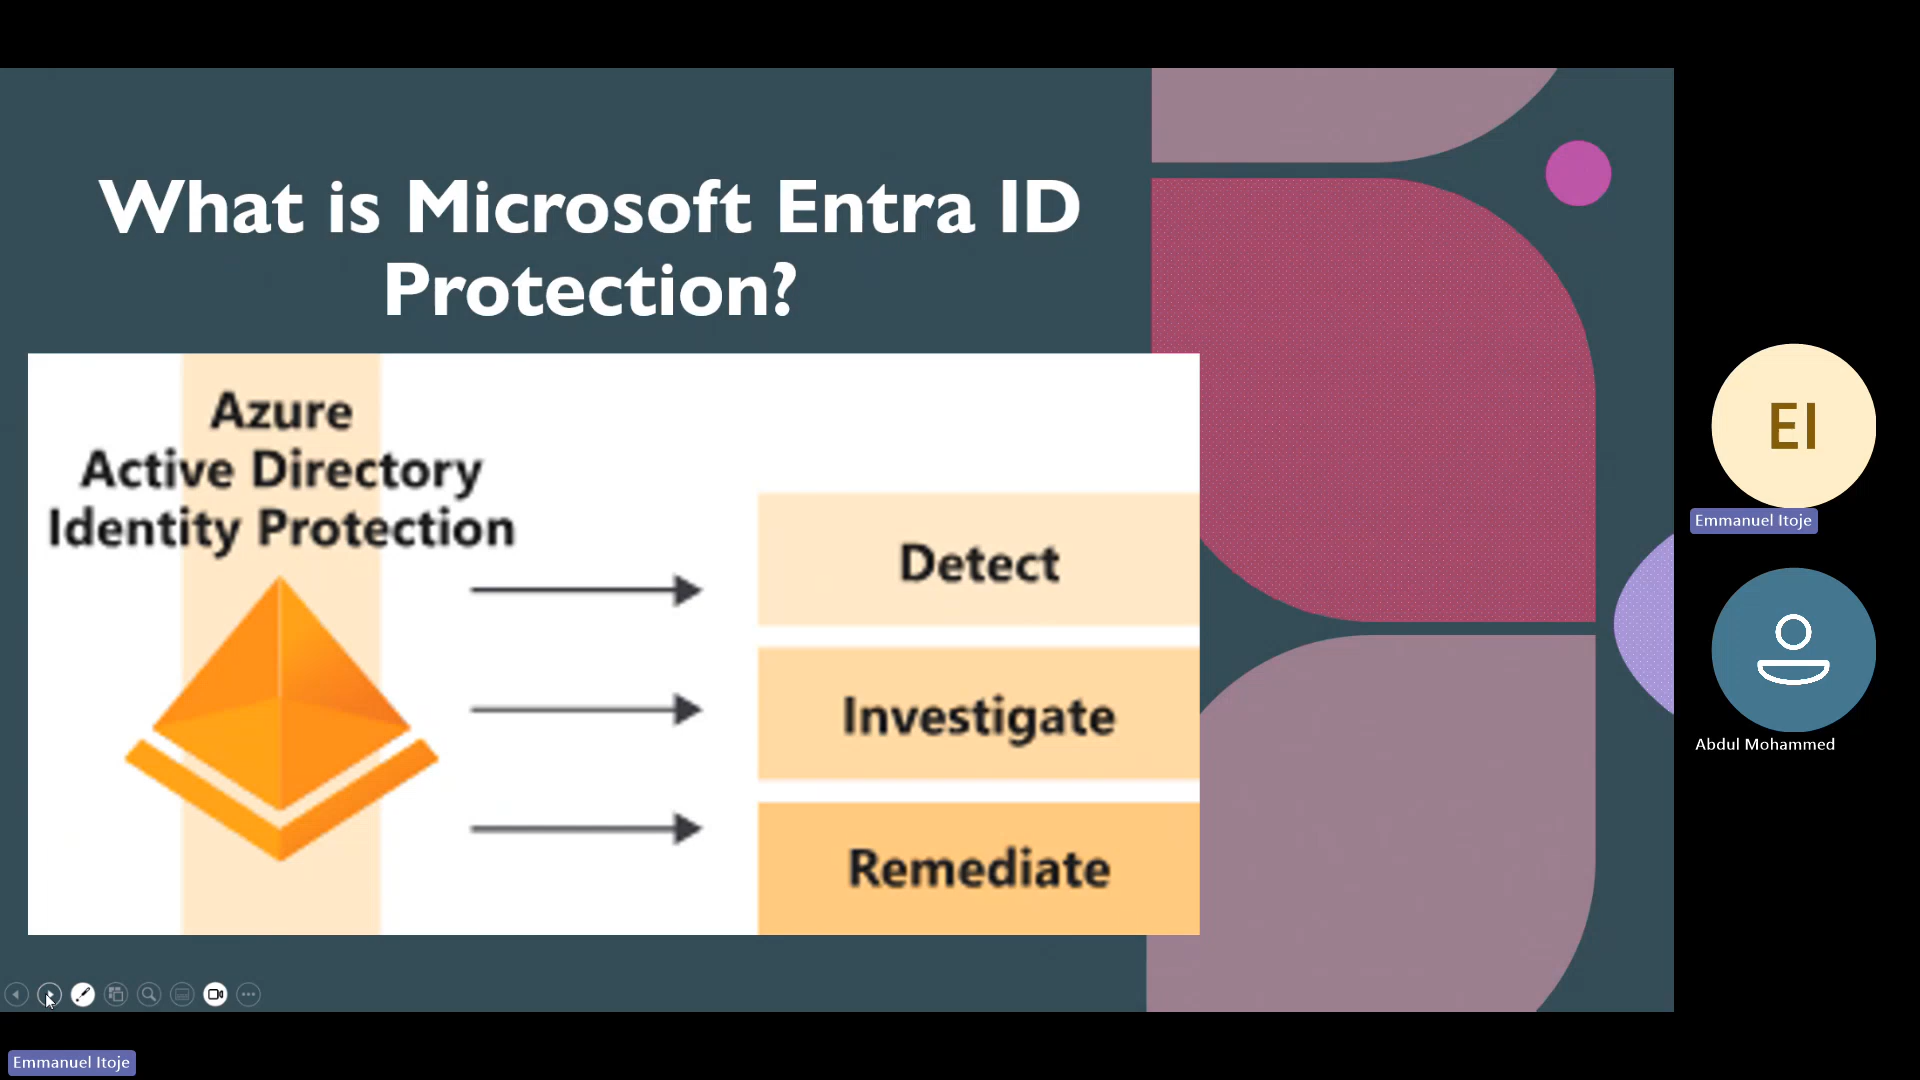 What is Microsoft Entra ID
Protection?
Azure
Active Directory
Identity Protection
Detect
Investigate
Remediate
EI
Emmanuel Itoje
Abdul Mohammed
Emmanuel Itoje